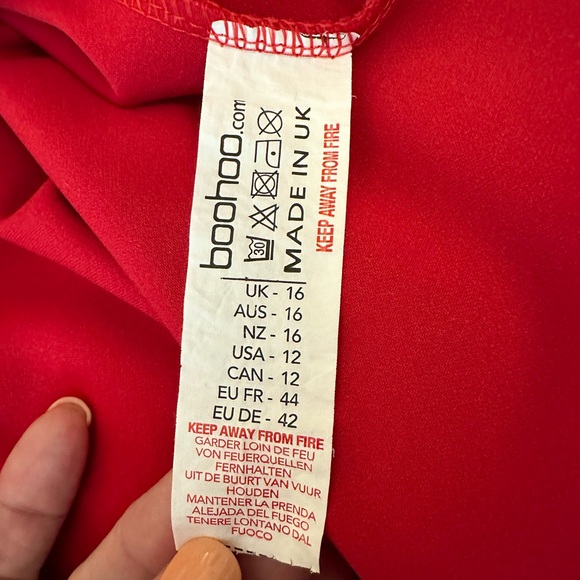 boohoo.com
30
MADE IN UK
KEEP AWAY FROM FIRE
UK - 16
AUS - 16
NZ - 16
USA - 12
CAN - 12
EU FR - 44
EU DE - 42
KEEP AWAY FROM FIRE
GARDER LOIN DE FEU
VON FEUERQUELLEN
FERNHALTEN
UIT DE BUURT VAN VUUR
HOUDEN
MANTENER LA PRENDA
ALEJADA DEL FUEGO
TENERE LONTANO DAL
FUOCO